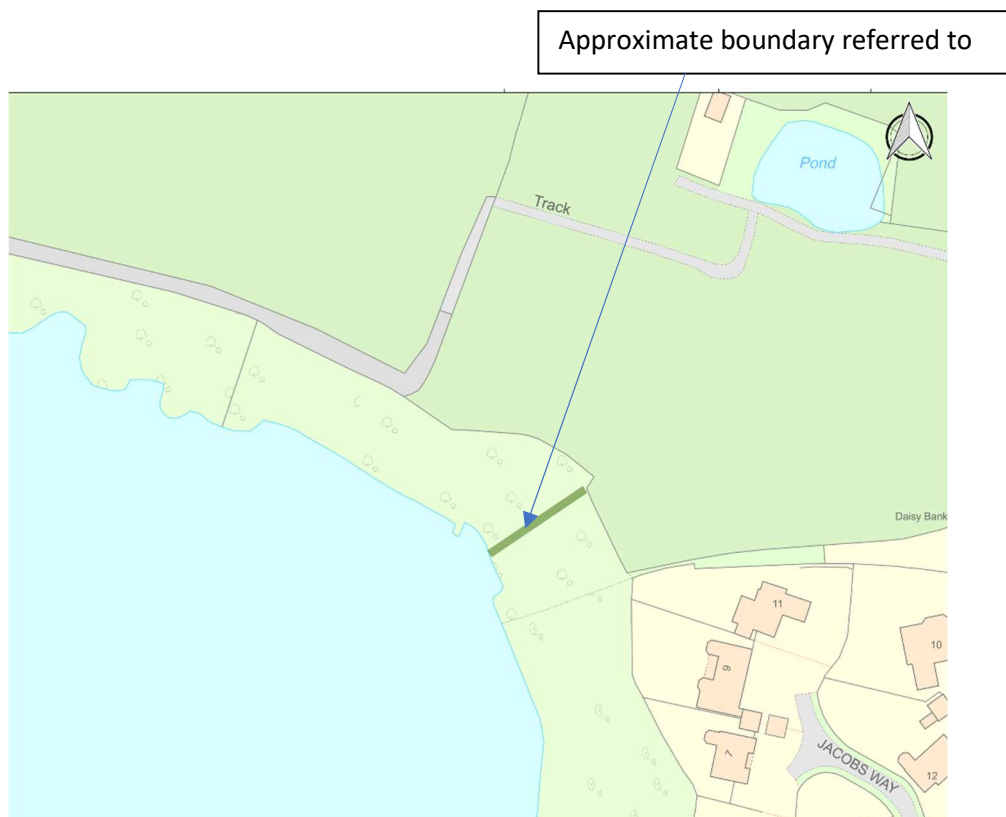 Approximate boundary referred to
Pond
Track
Daisy Bank
11
10
9
7
JACOBS WAY
12